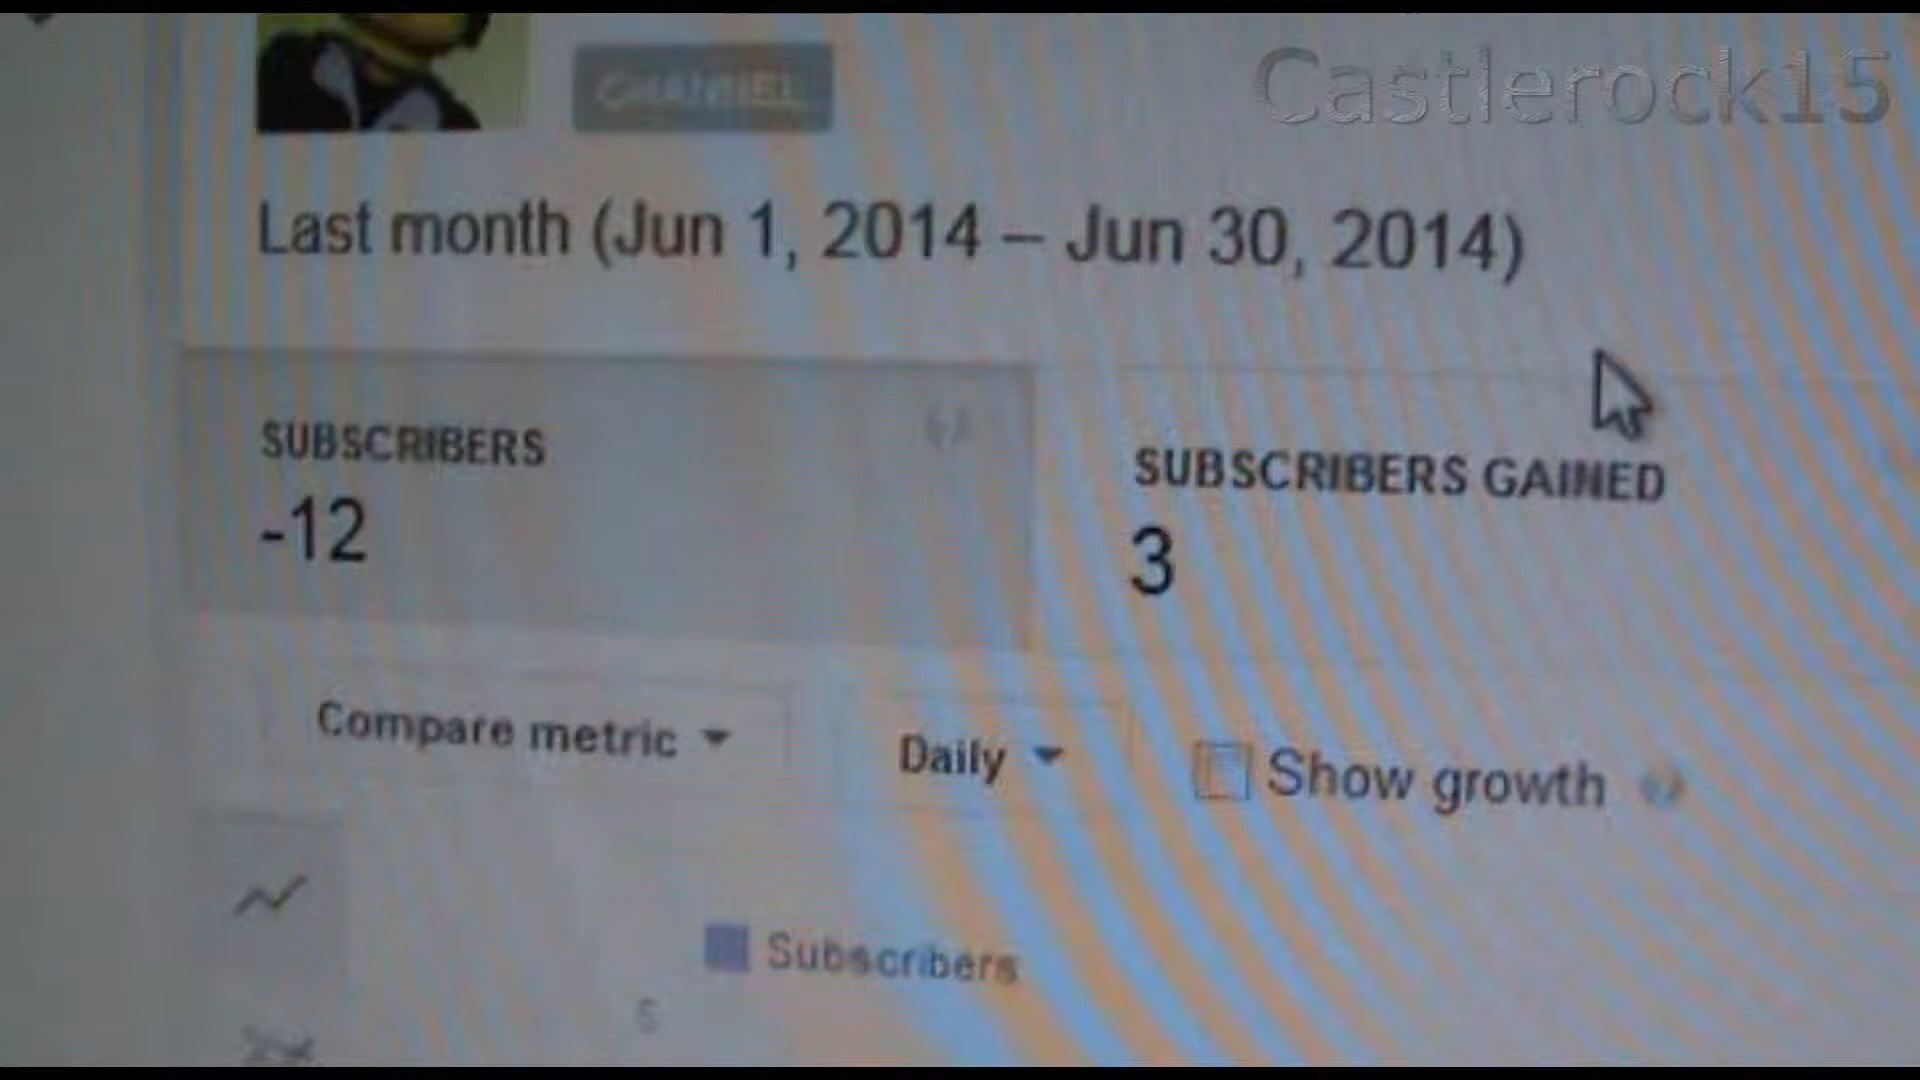 Castlerock15
CHANNEL
Last month (Jun 1, 2014 – Jun 30, 2014)
SUBSCRIBERS
-12
SUBSCRIBERS GAINED
3
Compare metric
Daily
Show growth
Subscribers